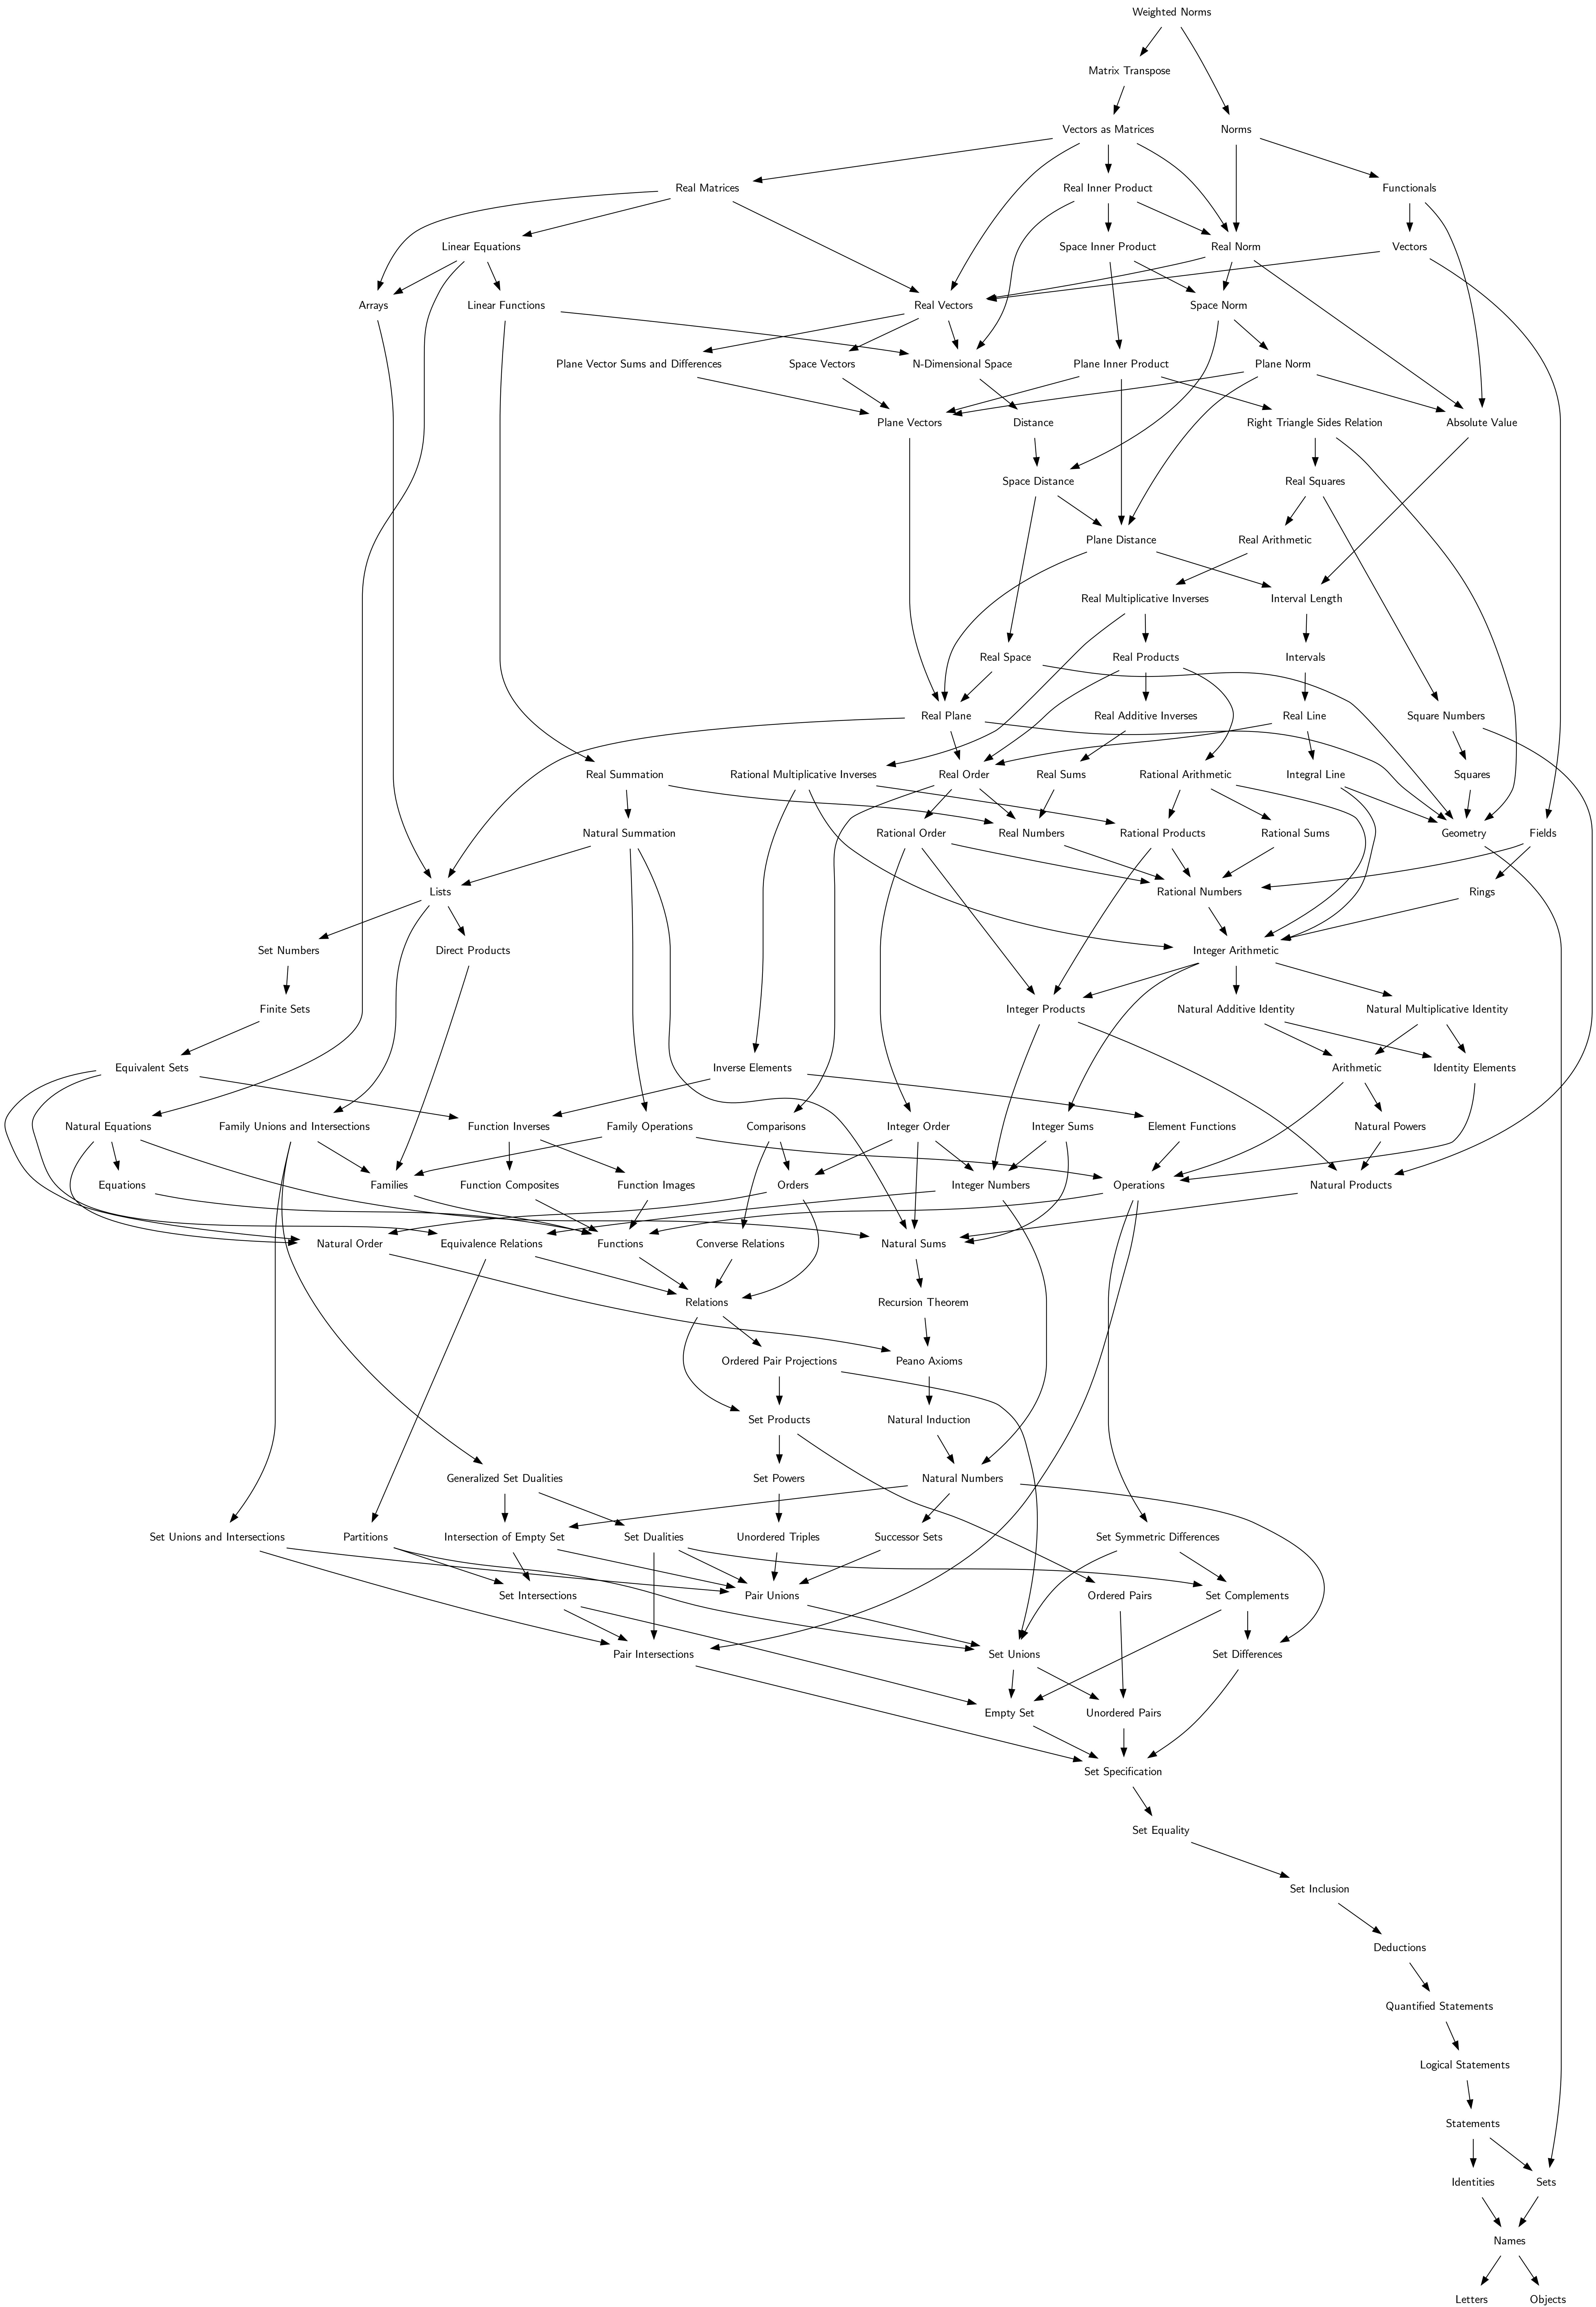 Weighted Norms
Matrix Transpose
Vectors as Matrices
Norms
Real Matrices
Real Inner Product
Functionals
Linear Equations
Space Inner Product
Real Norm
Vectors
Arrays
Linear Functions
Real Vectors
Space Norm
Plane Vector Sums and Differences
Space Vectors
N-Dimensional Space
Plane Inner Product
Plane Norm
Plane Vectors
Distance
Right Triangle Sides Relation
Absolute Value
Space Distance
Real Squares
Plane Distance
Real Arithmetic
Real Multiplicative Inverses
Interval Length
Real Space
Real Products
Intervals
Real Plane
Real Additive Inverses
Real Line
Square Numbers
Real Summation
Rational Multiplicative Inverses
Real Order
Real Sums
Rational Arithmetic
Integral Line
Squares
Natural Summation
Rational Order
Real Numbers
Rational Products
Rational Sums
Geometry
Fields
Lists
Rational Numbers
Rings
Set Numbers
Direct Products
Integer Arithmetic
Finite Sets
Integer Products
Natural Additive Identity
Natural Multiplicative Identity
Equivalent Sets
Inverse Elements
Arithmetic
Identity Elements
Natural Equations
Family Unions and Intersections
Function Inverses
Family Operations
Comparisons
Integer Order
Integer Sums
Element Functions
Natural Powers
Equations
Families
Function Composites
Function Images
Orders
Integer Numbers
Operations
Natural Products
Natural Order
Equivalence Relations
Functions
Converse Relations
Natural Sums
Relations
Recursion Theorem
Ordered Pair Projections
Peano Axioms
Set Products
Natural Induction
Generalized Set Dualities
Set Powers
Natural Numbers
Set Unions and Intersections
Partitions
Intersection of Empty Set
Set Dualities
Unordered Triples
Successor Sets
Set Symmetric Differences
Set Intersections
Pair Unions
Ordered Pairs
Set Complements
Pair Intersections
Set Unions
Set Differences
Empty Set
Unordered Pairs
Set Specification
Set Equality
Set Inclusion
Deductions
Quantified Statements
Logical Statements
Statements
Identities
Sets
Names
Letters
Objects